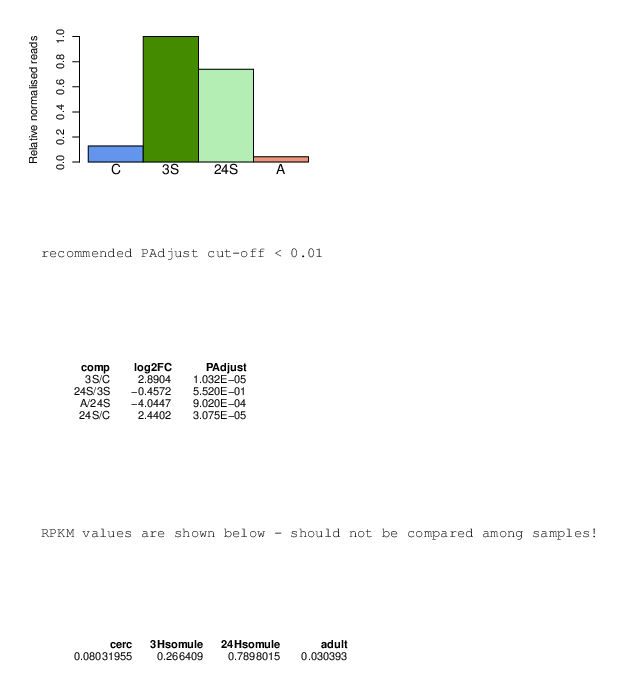 Relative normalised reads
1.0
0.8
0.6
0.4
0.2
0.0
C 3S 24S A
recommended PAdjust cut-off < 0.01
comp log2FC PAdjust
3S/C 2.8904 1.032E−05
24S/3S −0.4572 5.520E−01
A/24S −4.0447 9.020E−04
24S/C 2.4402 3.075E−05
RPKM values are shown below - should not be compared among samples!
cerc 3Hsomule 24Hsomule adult
0.08031955 0.266409 0.7898015 0.030393